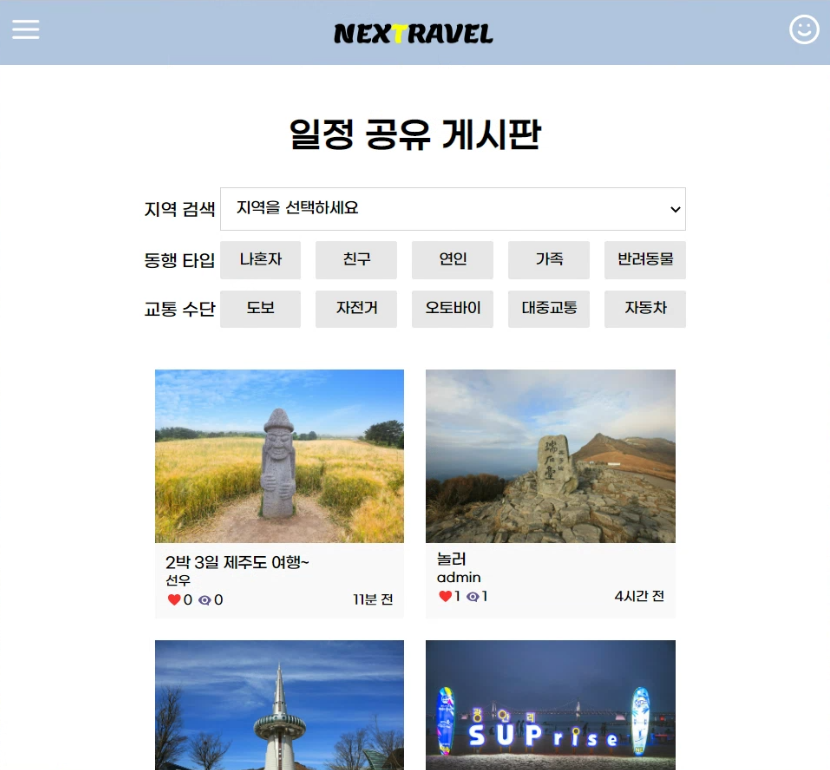 NEXTRAVEL
일정 공유 게시판
지역 검색 지역을 선택하세요
동행 타입 나혼자 친구 연인 가족 반려동물
교통 수단 도보 자전거 오토바이 대중교통 자동차
2박 3일 제주도 여행~
선우
0 0 11분 전
놀러
admin
1 1 4시간 전
광안리
SUPrise